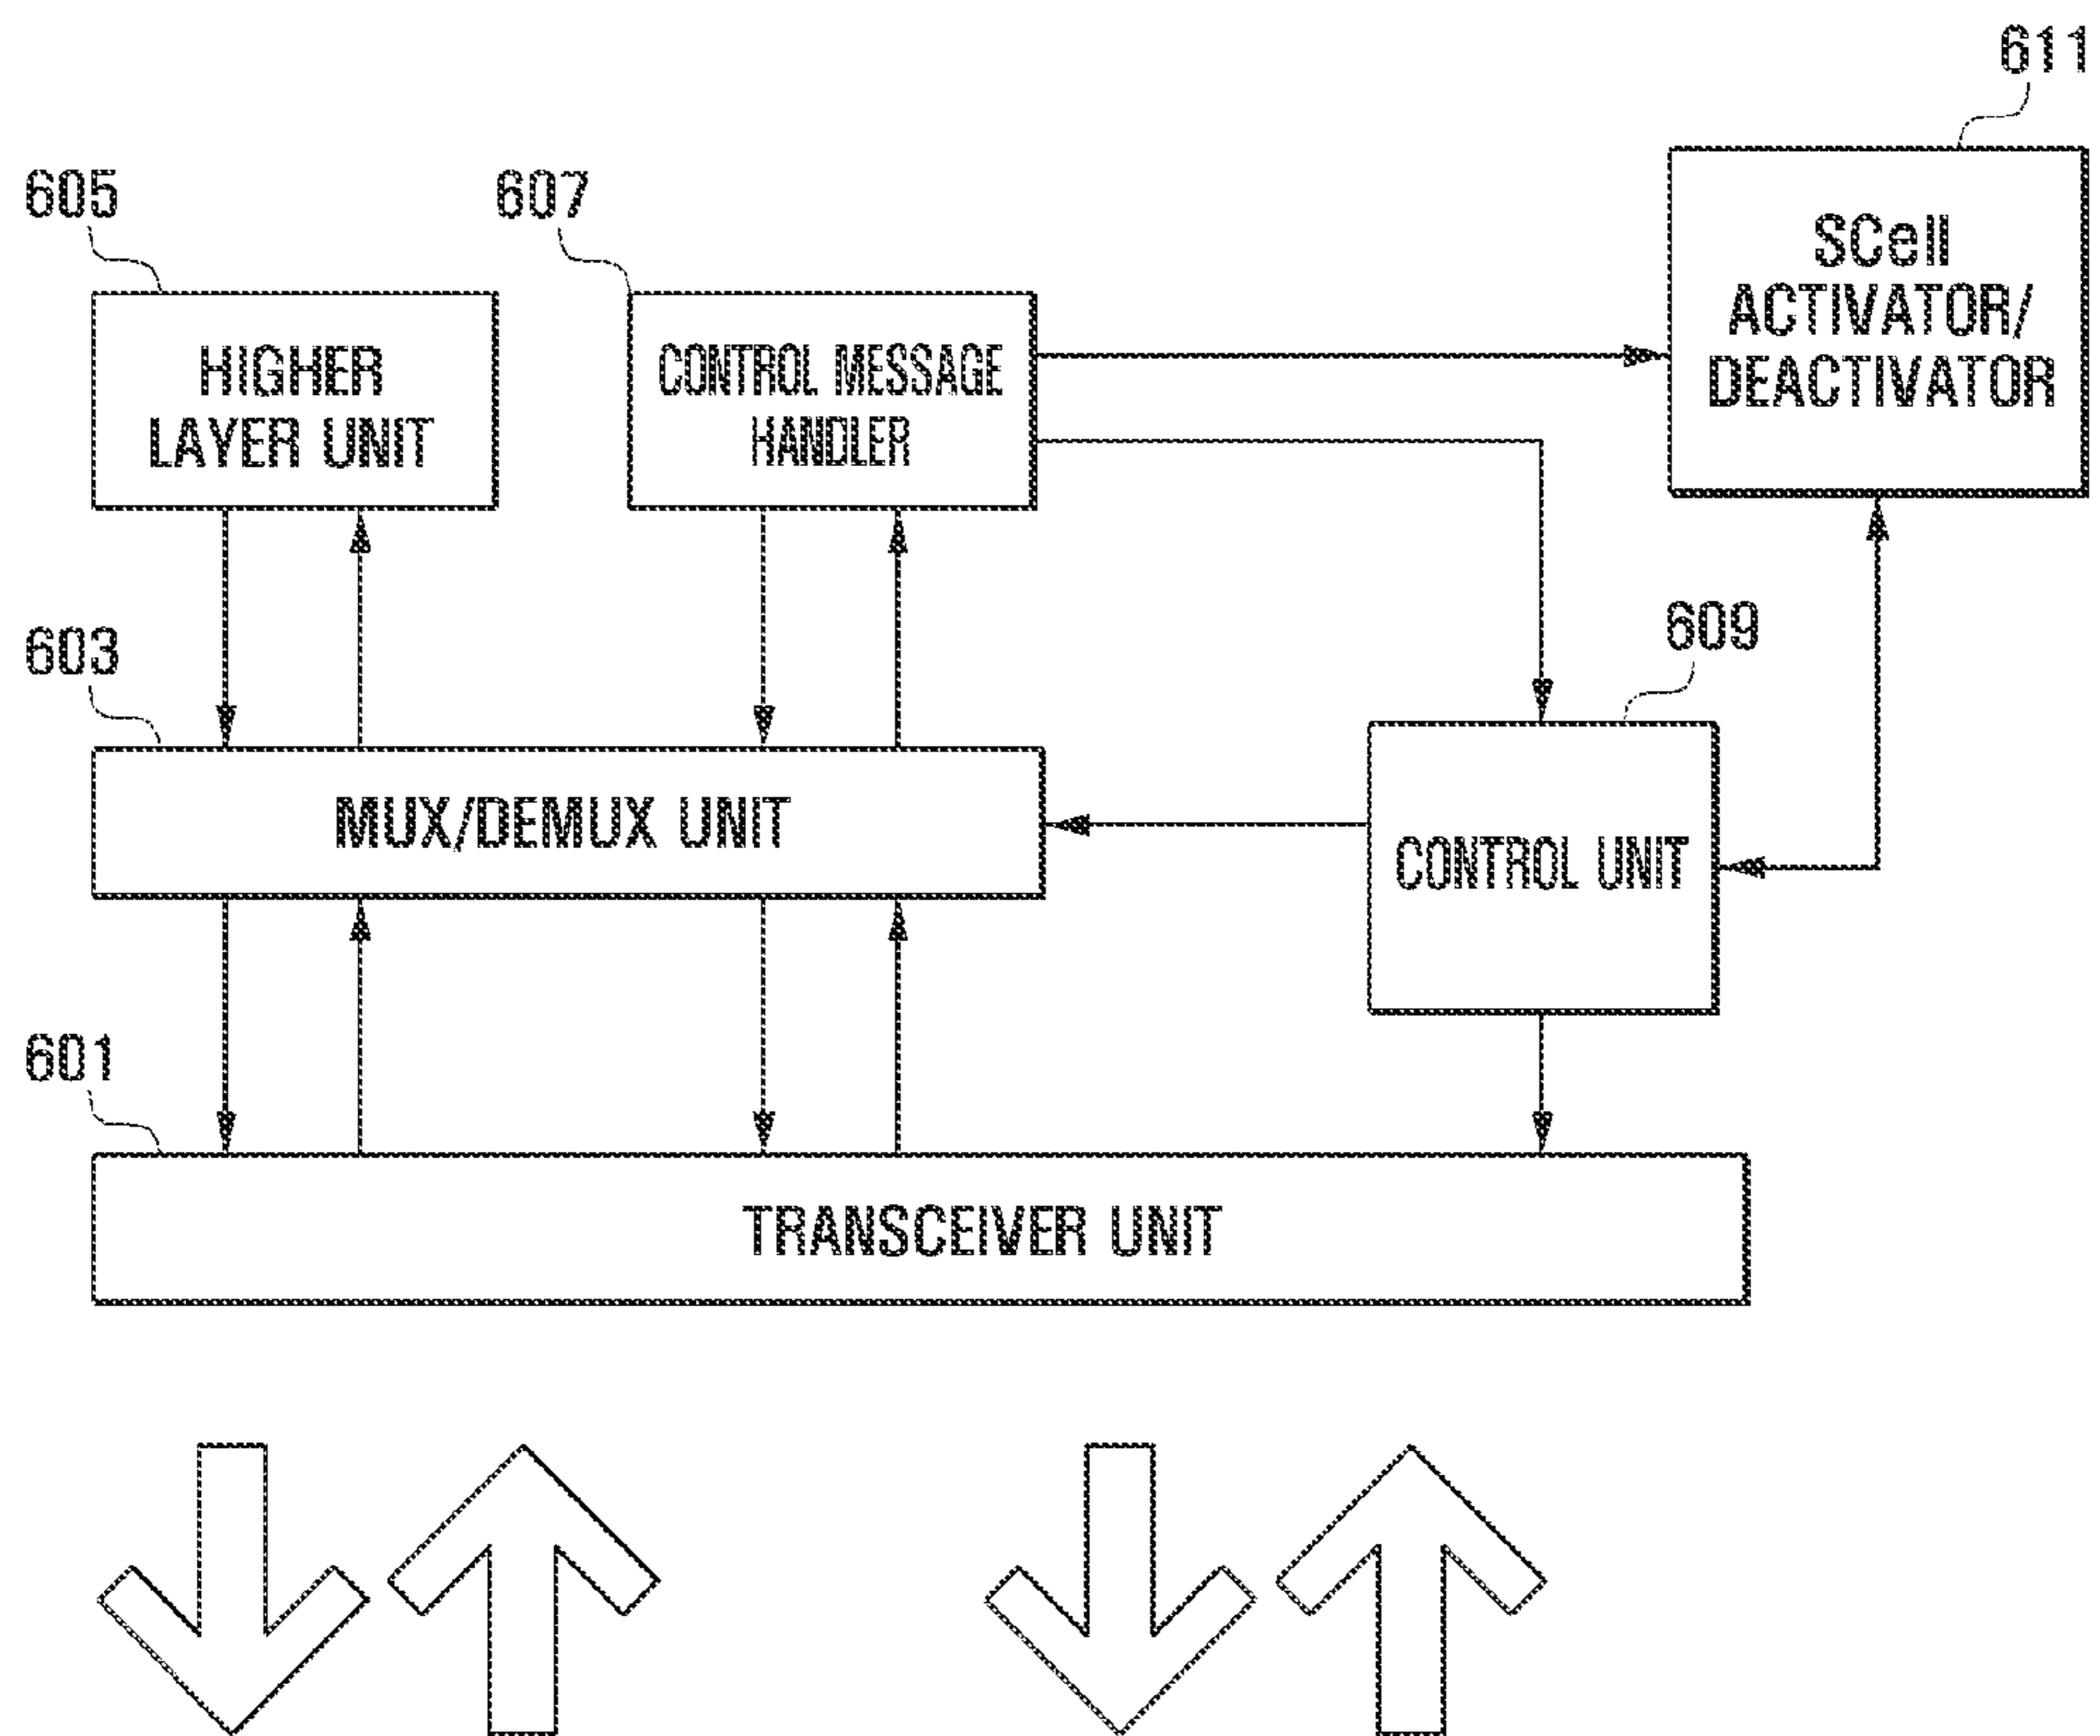 611
605
607
SCell
ACTIVATOR/
DEACTIVATOR
HIGHER
LAYER UNIT
CONTROL MESSAGE
HANDLER
603
609
MUX/DEMUX UNIT
CONTROL UNIT
601
TRANSCEIVER UNIT